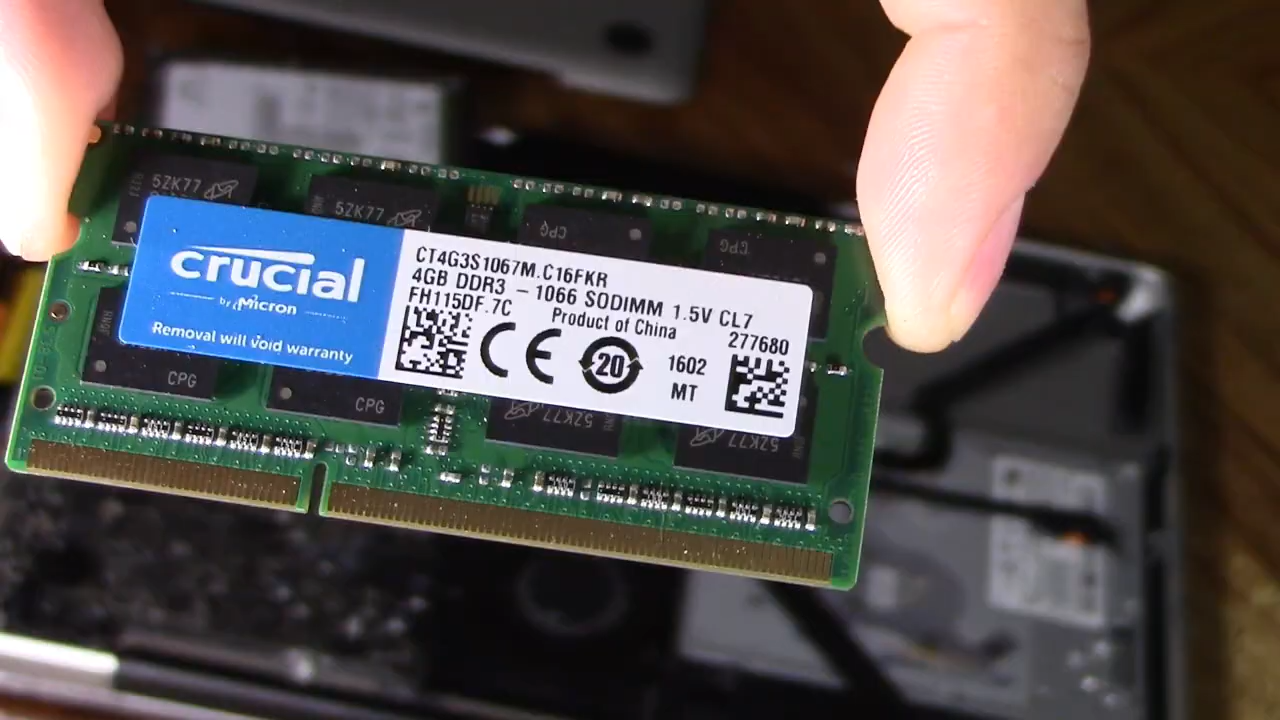 5ZK77
5ZK77
CPG
CPG
crucial
by Micron
Removal will void warranty
CT4G3S1067M.C16FKR
4GB DDR3 – 1066 SODIMM 1.5V CL7
FH115DF.7C
Product of China
277680
CE
20
1602
MT
CPG
CPG
5ZK77
5ZK77